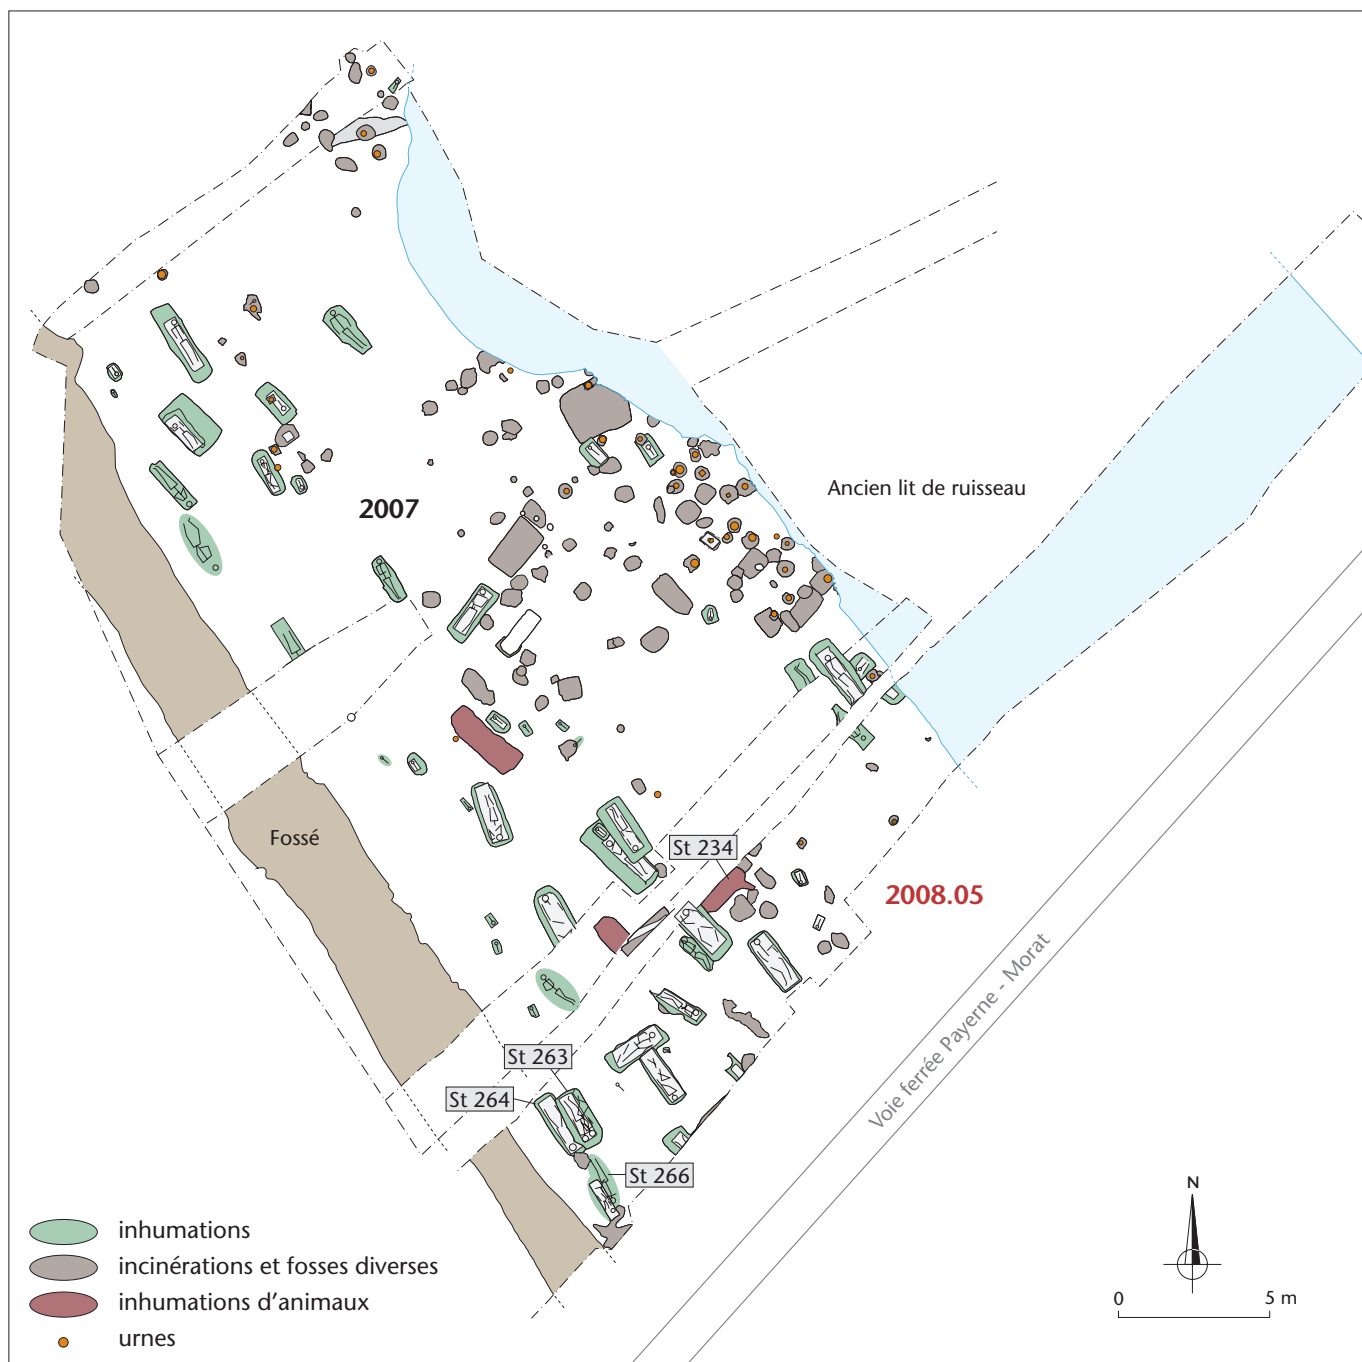 2007
Ancien lit de ruisseau
Fossé
St 234
2008.05
Voie ferrée Payerne - Morat
St 263
St 264
St 266
inhumations
incinérations et fosses diverses
inhumations d'animaux
urnes
N
0 5 m